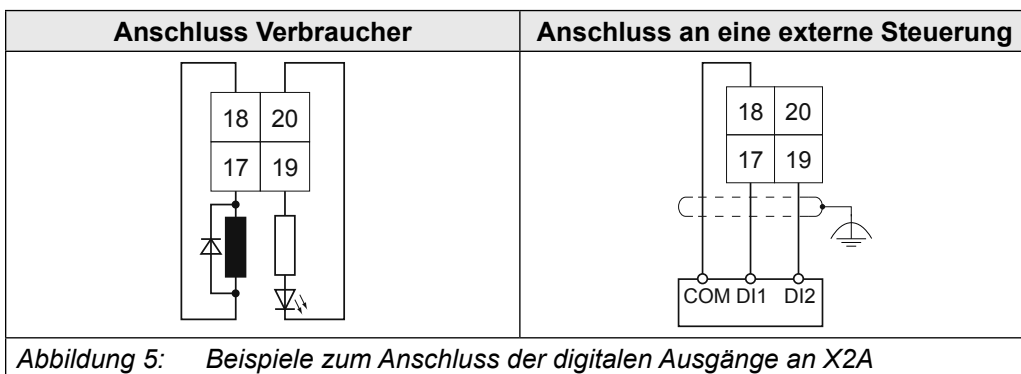 Anschluss Verbraucher
Anschluss an eine externe Steuerung
18 20
17 19
18 20
17 19
COM DI1 DI2
Abbildung 5: Beispiele zum Anschluss der digitalen Ausgänge an X2A